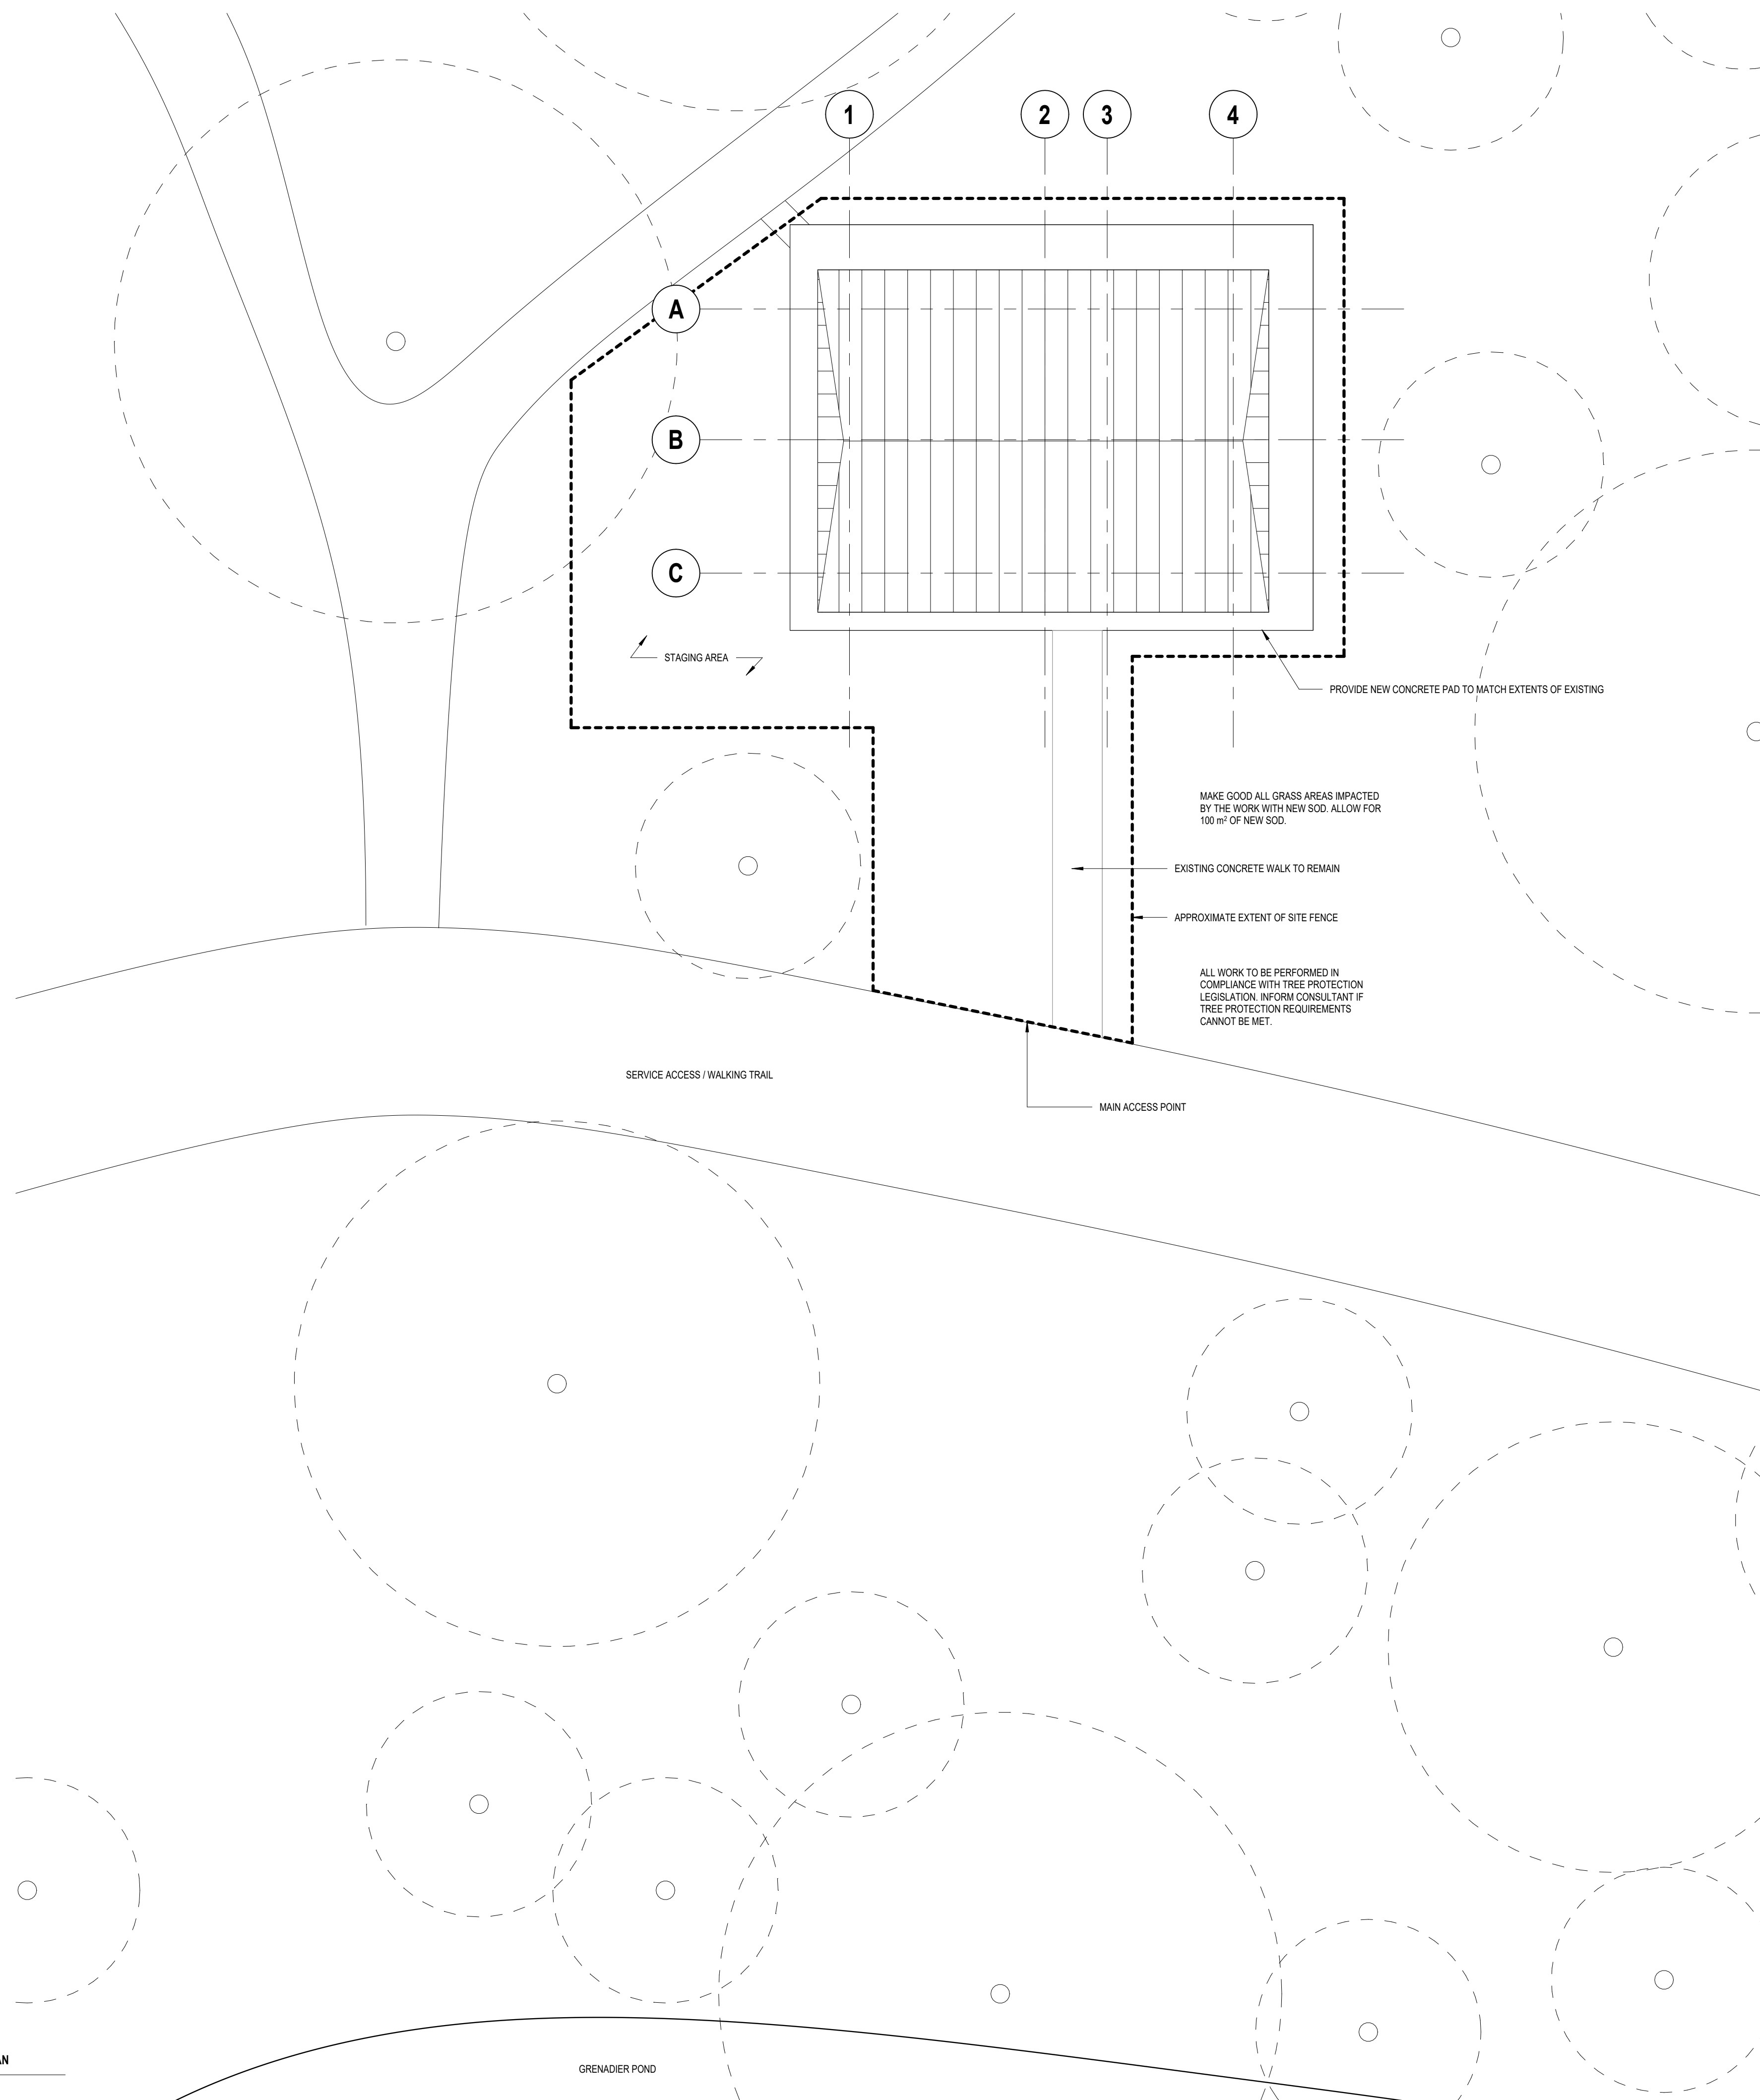 1
2
3
4
A
B
C
STAGING AREA
PROVIDE NEW CONCRETE PAD TO MATCH EXTENTS OF EXISTING
MAKE GOOD ALL GRASS AREAS IMPACTED
BY THE WORK WITH NEW SOD. ALLOW FOR
100 m² OF NEW SOD.
EXISTING CONCRETE WALK TO REMAIN
APPROXIMATE EXTENT OF SITE FENCE
ALL WORK TO BE PERFORMED IN
COMPLIANCE WITH TREE PROTECTION
LEGISLATION. INFORM CONSULTANT IF
TREE PROTECTION REQUIREMENTS
CANNOT BE MET.
SERVICE ACCESS / WALKING TRAIL
MAIN ACCESS POINT
GRENADIER POND